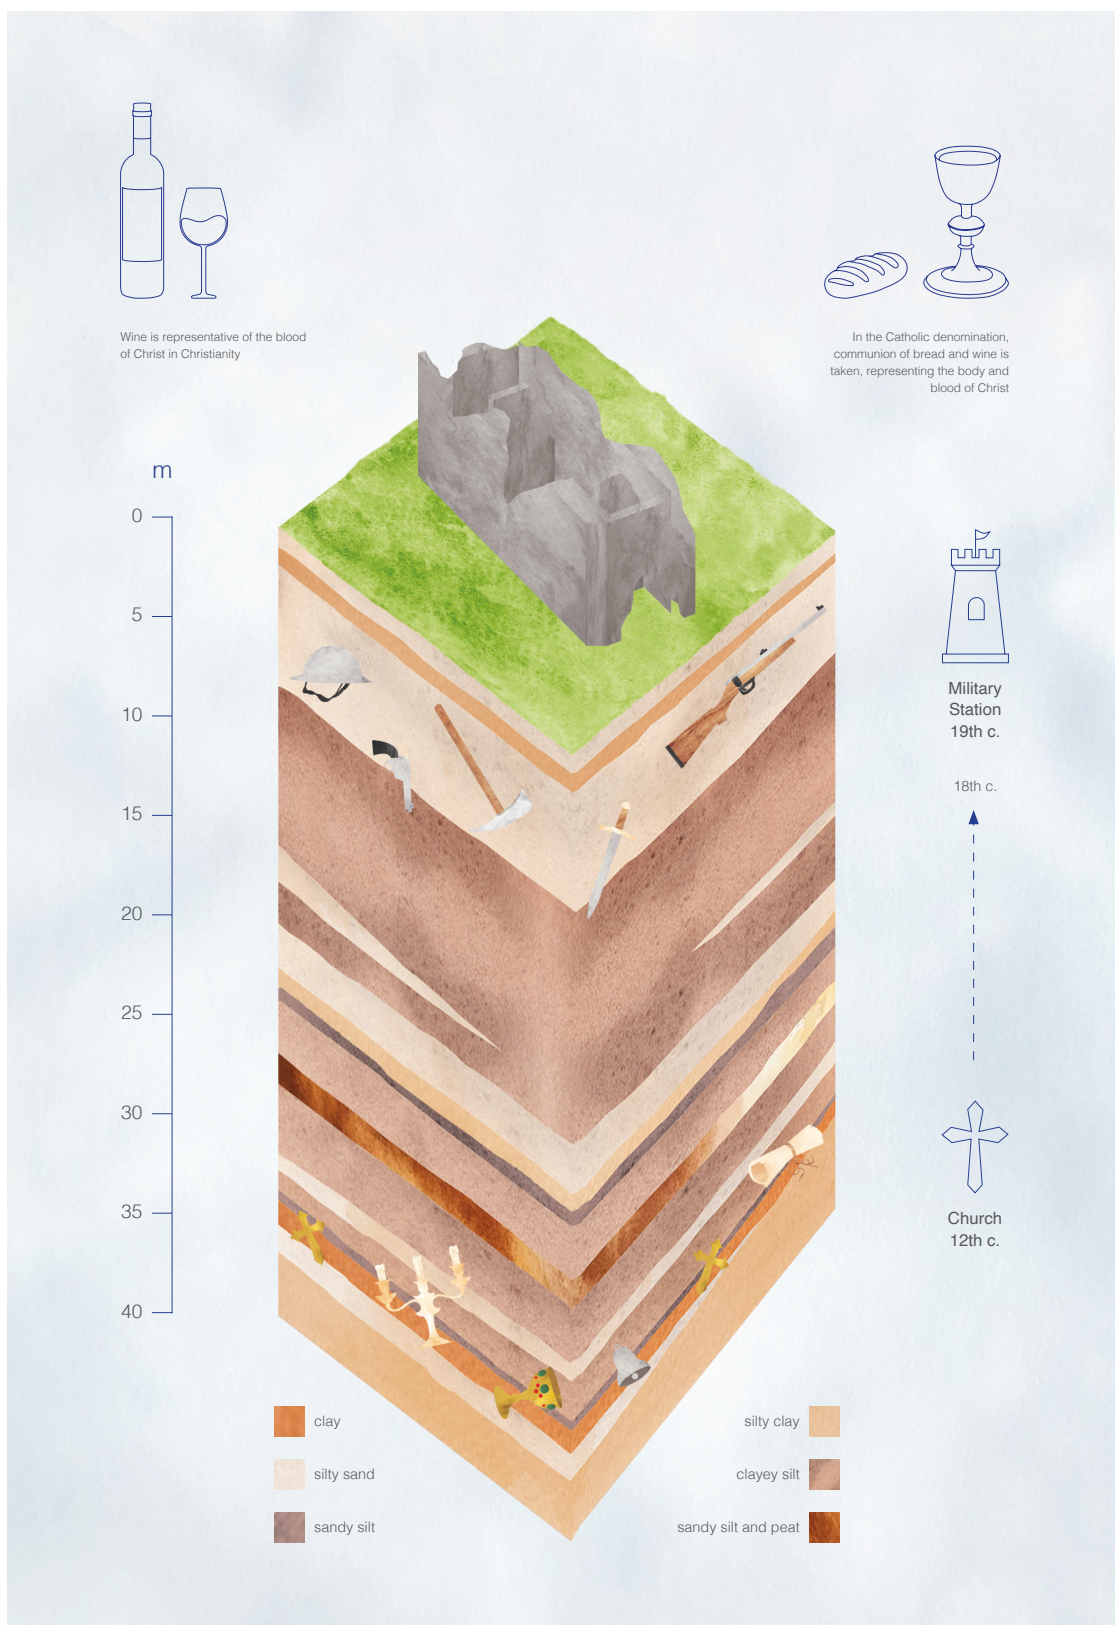 Wine is representative of the blood
of Christ in Christianity
In the Catholic denomination,
communion of bread and wine is
taken, representing the body and
blood of Christ
m
0
5
10
15
20
25
30
35
40
Military
Station
19th c.
18th c.
Church
12th c.
clay
silty sand
sandy silt
silty clay
clayey silt
sandy silt and peat